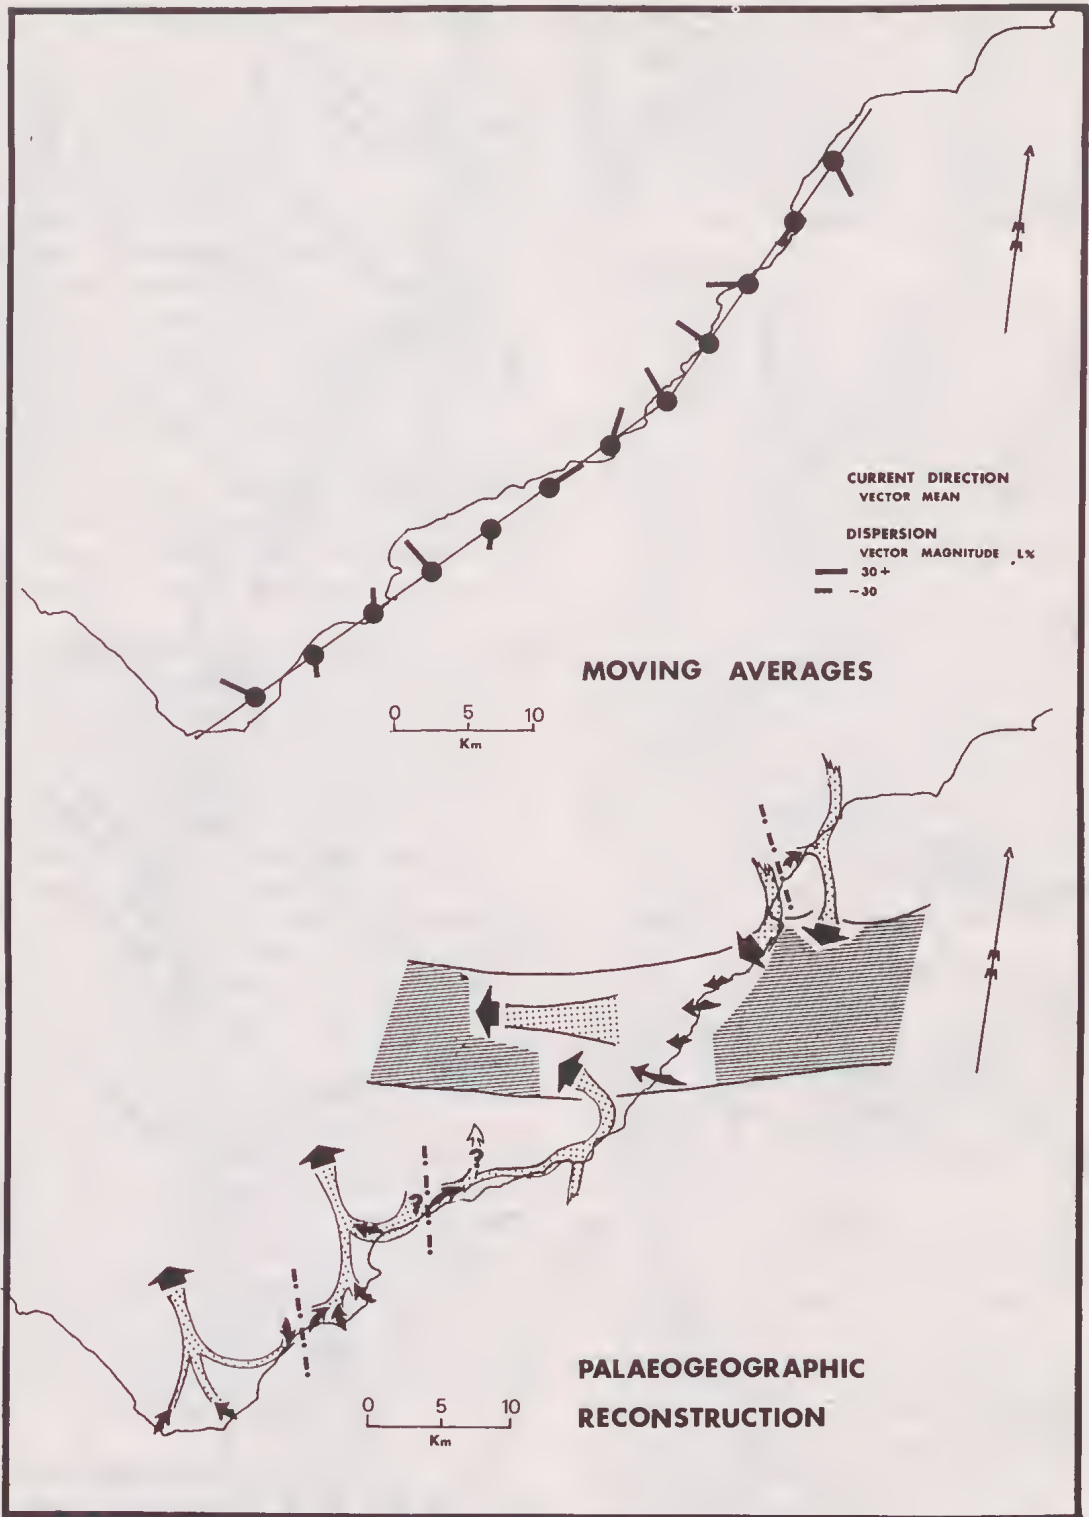 CURRENT DIRECTION
VECTOR MEAN
DISPERSION
VECTOR MAGNITUDE L%
30+
-30
MOVING AVERAGES
0 5 10
Km
?
?
PALAEOGEOGRAPHIC
RECONSTRUCTION
0 5 10
Km